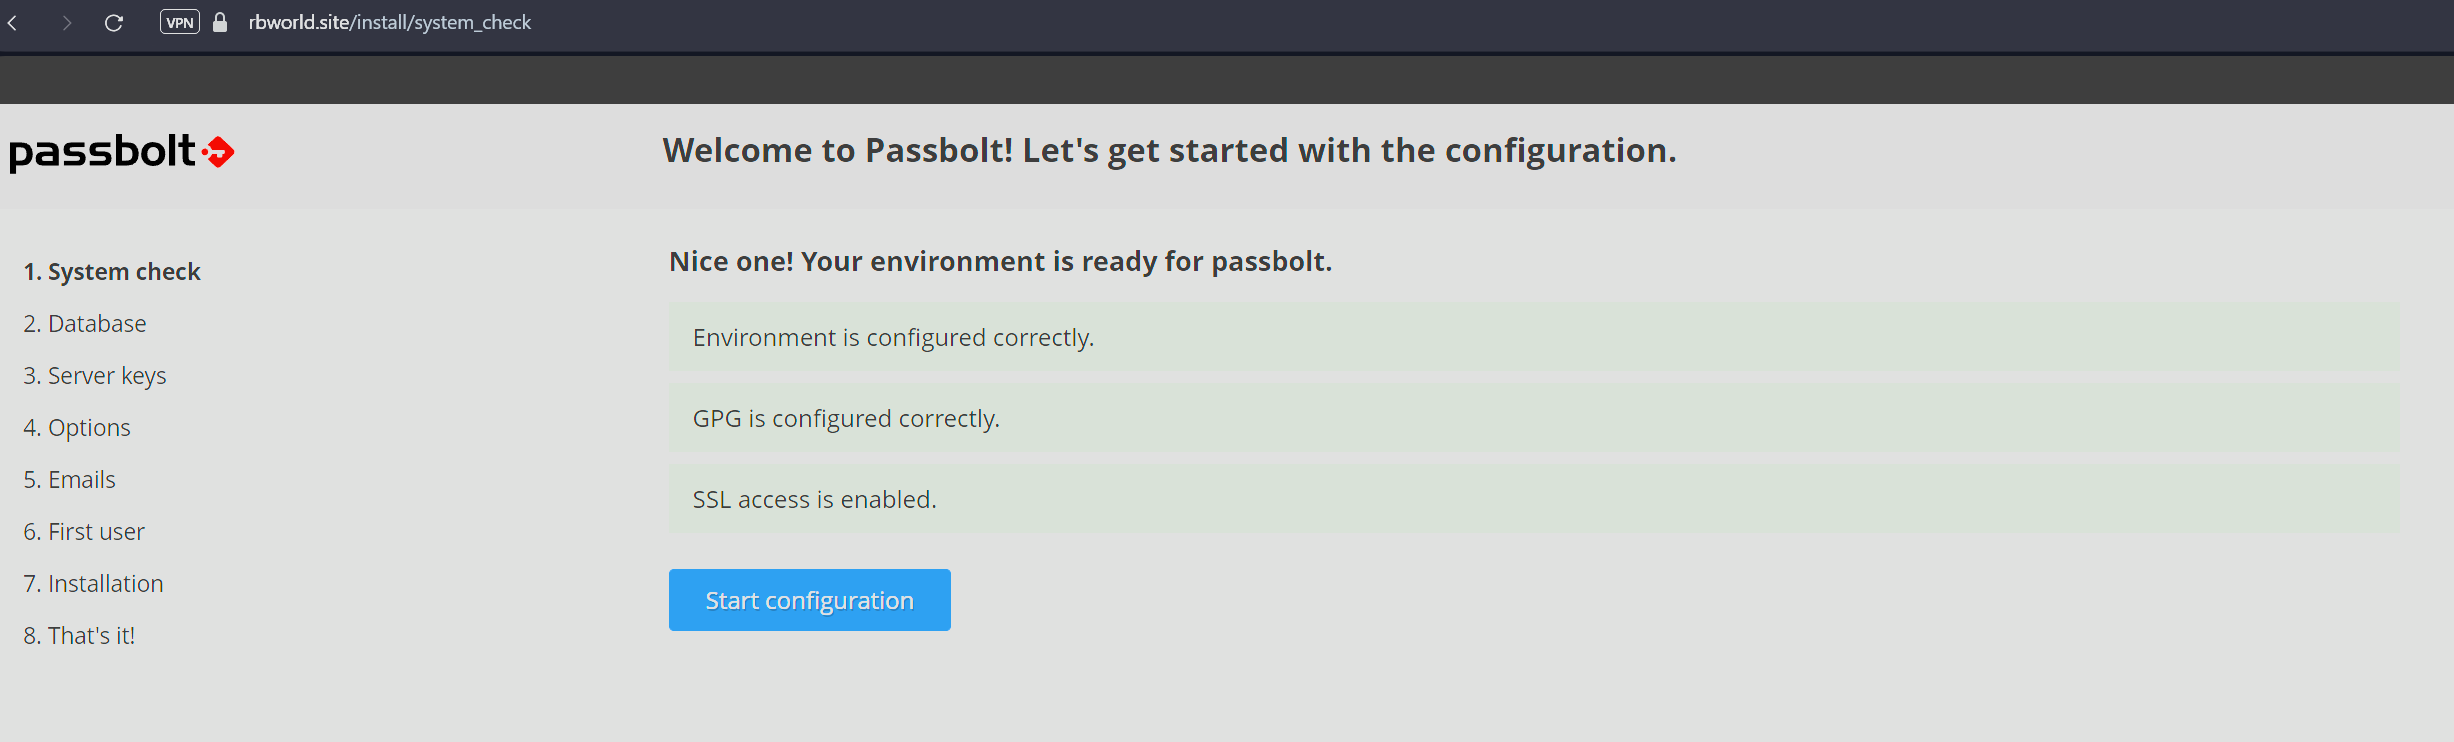 VPN rbworld.site/install/system_check
passbolt
Welcome to Passbolt! Let's get started with the configuration.
1. System check
2. Database
3. Server keys
4. Options
5. Emails
6. First user
7. Installation
8. That's it!
Nice one! Your environment is ready for passbolt.
Environment is configured correctly.
GPG is configured correctly.
SSL access is enabled.
Start configuration